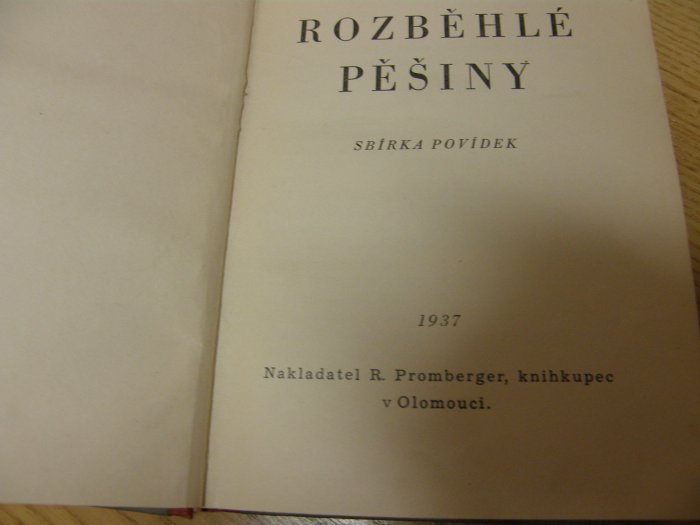 ROZBĚHLÉ
PĚŠINY
SBÍRKA POVÍDEK
1937
Nakladatel R. Promberger, knihkupec
v Olomouci.